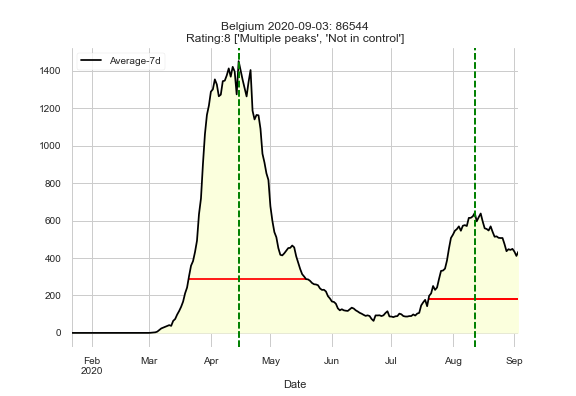 Belgium 2020-09-03: 86544
Rating:8 ['Multiple peaks', 'Not in control']
Average-7d
1400
1200
1000
800
600
400
200
0
Feb Mar Apr May Jun Jul Aug Sep
2020
Date